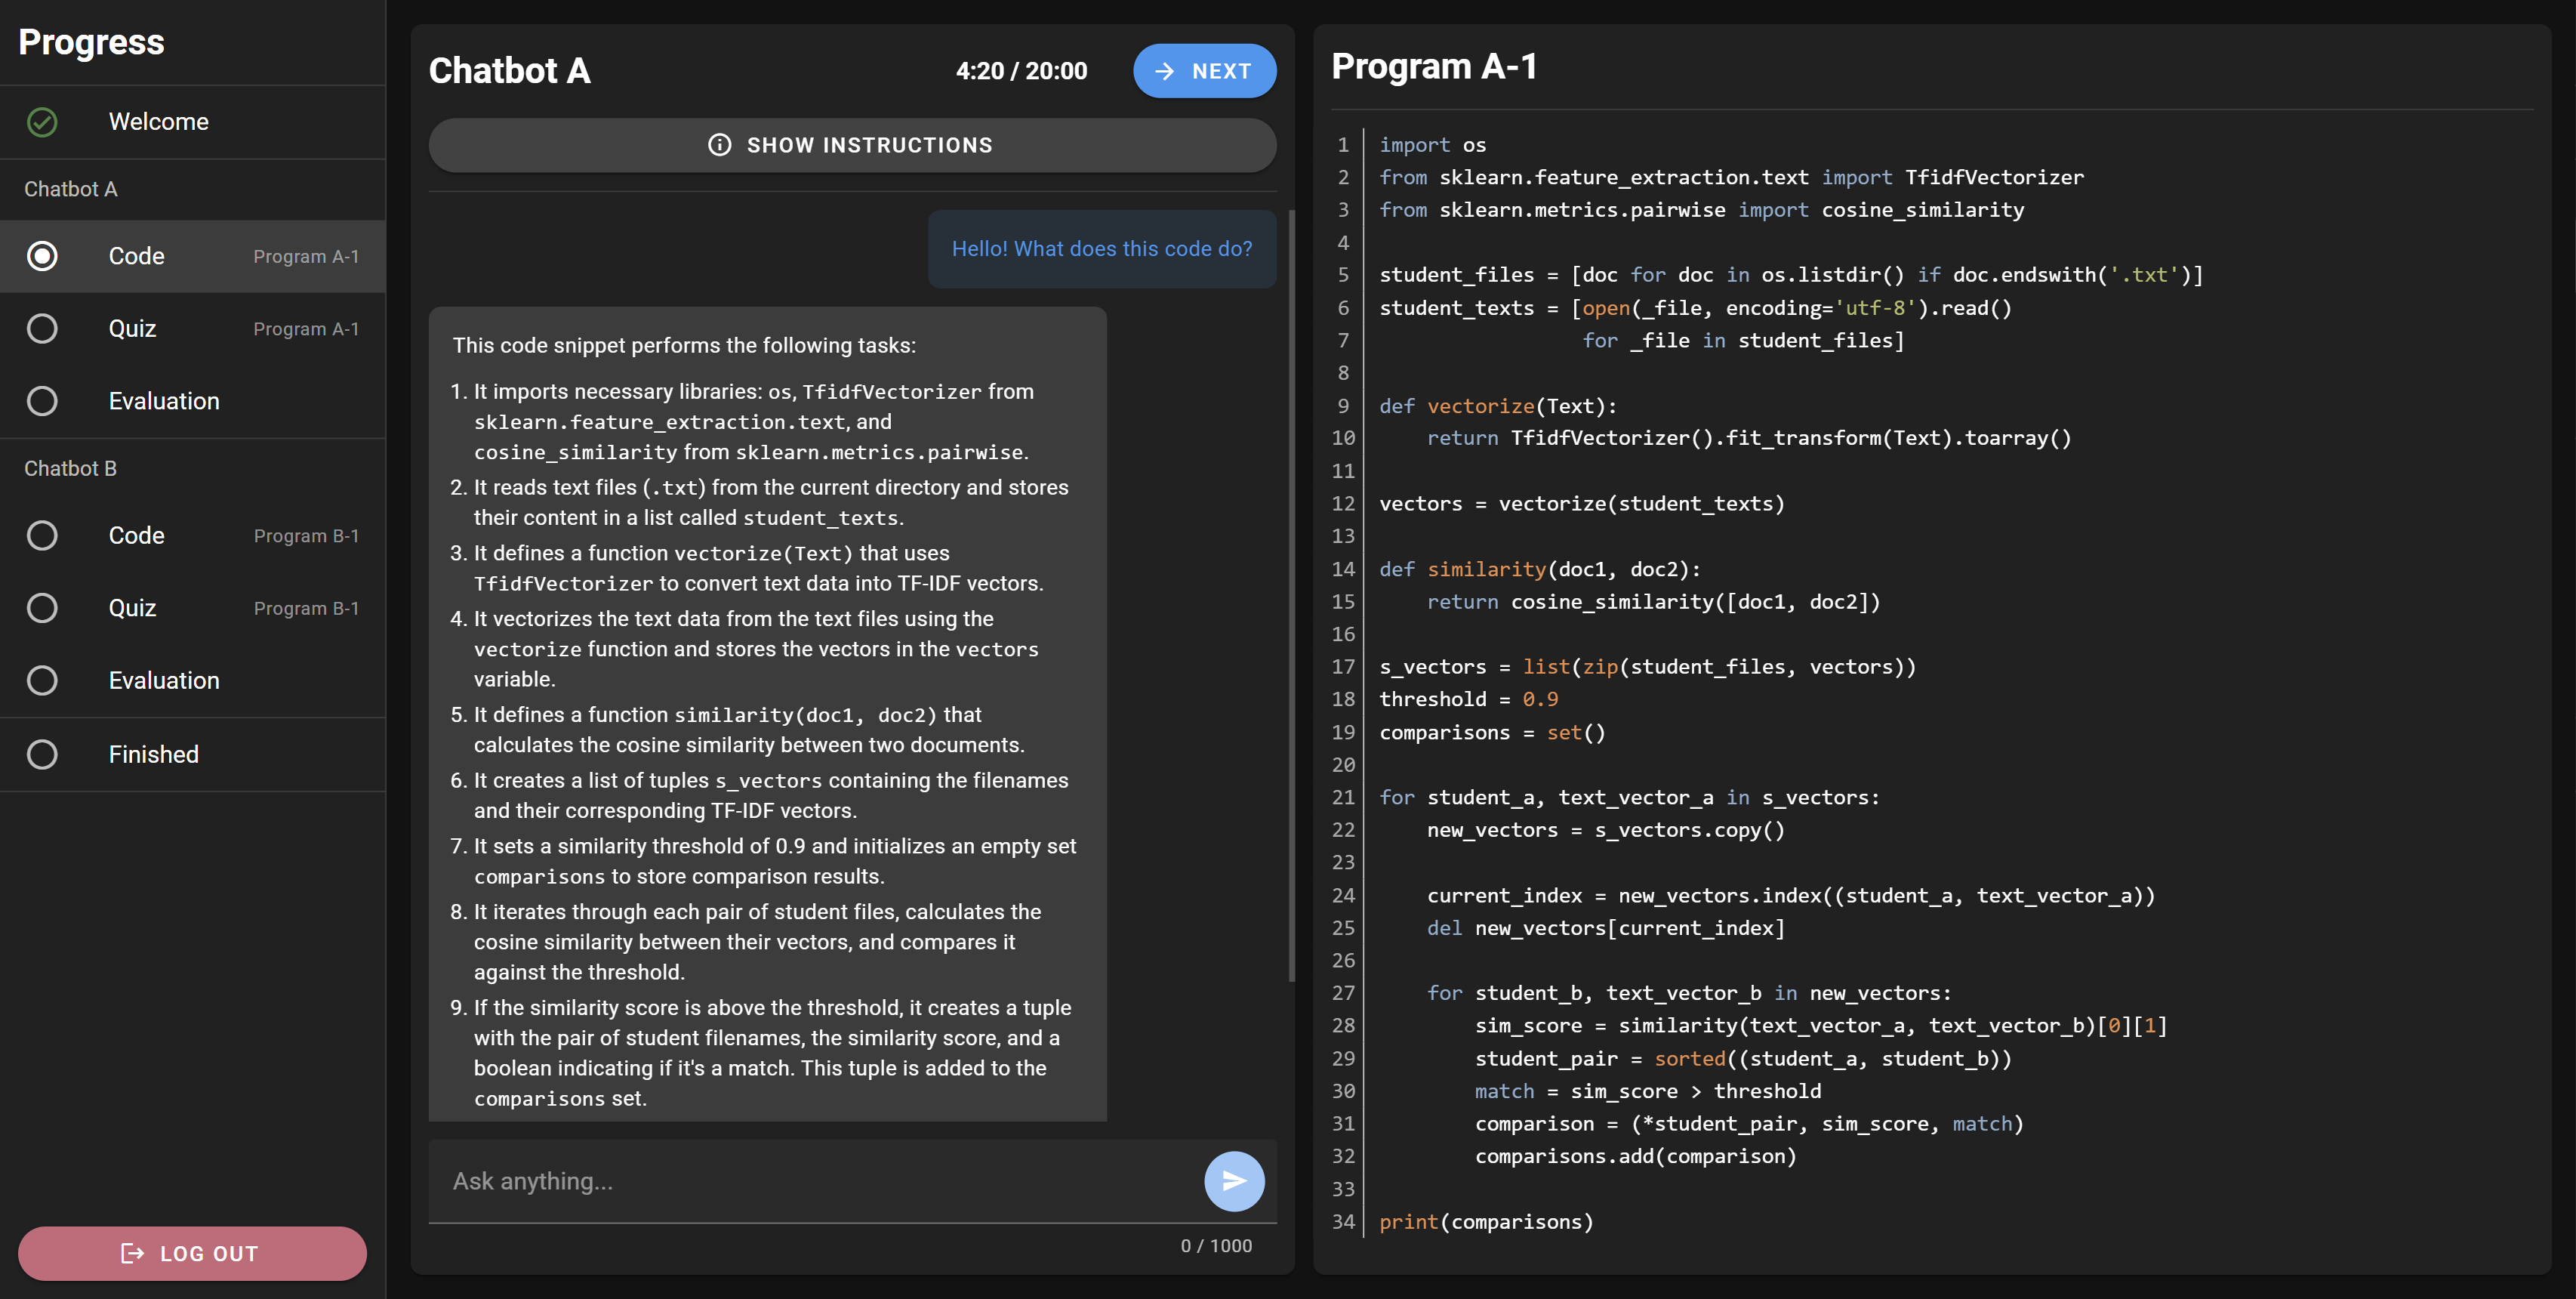 Progress
Welcome
Chatbot A
Code Program A-1
Quiz Program A-1
Evaluation
Chatbot B
Code Program B-1
Quiz Program B-1
Evaluation
Finished
LOG OUT
Chatbot A 4:20 / 20:00 NEXT
SHOW INSTRUCTIONS
Hello! What does this code do?
This code snippet performs the following tasks:
1. It imports necessary libraries: os, TfidfVectorizer from
sklearn.feature_extraction.text, and
cosine_similarity from sklearn.metrics.pairwise.
2. It reads text files (.txt) from the current directory and stores
their content in a list called student_texts.
3. It defines a function vectorize(Text) that uses
TfidfVectorizer to convert text data into TF-IDF vectors.
4. It vectorizes the text data from the text files using the
vectorize function and stores the vectors in the vectors
variable.
5. It defines a function similarity(doc1, doc2) that
calculates the cosine similarity between two documents.
6. It creates a list of tuples s_vectors containing the filenames
and their corresponding TF-IDF vectors.
7. It sets a similarity threshold of 0.9 and initializes an empty set
comparisons to store comparison results.
8. It iterates through each pair of student files, calculates the
cosine similarity between their vectors, and compares it
against the threshold.
9. If the similarity score is above the threshold, it creates a tuple
with the pair of student filenames, the similarity score, and a
boolean indicating if it's a match. This tuple is added to the
comparisons set.
Ask anything...
0 / 1000
Program A-1
1 import os
2 from sklearn.feature_extraction.text import TfidfVectorizer
3 from sklearn.metrics.pairwise import cosine_similarity
4
5 student_files = [doc for doc in os.listdir() if doc.endswith('.txt')]
6 student_texts = [open(_file, encoding='utf-8').read()
7                  for _file in student_files]
8
9 def vectorize(Text):
10     return TfidfVectorizer().fit_transform(Text).toarray()
11
12 vectors = vectorize(student_texts)
13
14 def similarity(doc1, doc2):
15     return cosine_similarity([doc1, doc2])
16
17 s_vectors = list(zip(student_files, vectors))
18 threshold = 0.9
19 comparisons = set()
20
21 for student_a, text_vector_a in s_vectors:
22     new_vectors = s_vectors.copy()
23
24     current_index = new_vectors.index((student_a, text_vector_a))
25     del new_vectors[current_index]
26
27     for student_b, text_vector_b in new_vectors:
28         sim_score = similarity(text_vector_a, text_vector_b)[0][1]
29         student_pair = sorted((student_a, student_b))
30         match = sim_score > threshold
31         comparison = (*student_pair, sim_score, match)
32         comparisons.add(comparison)
33
34 print(comparisons)